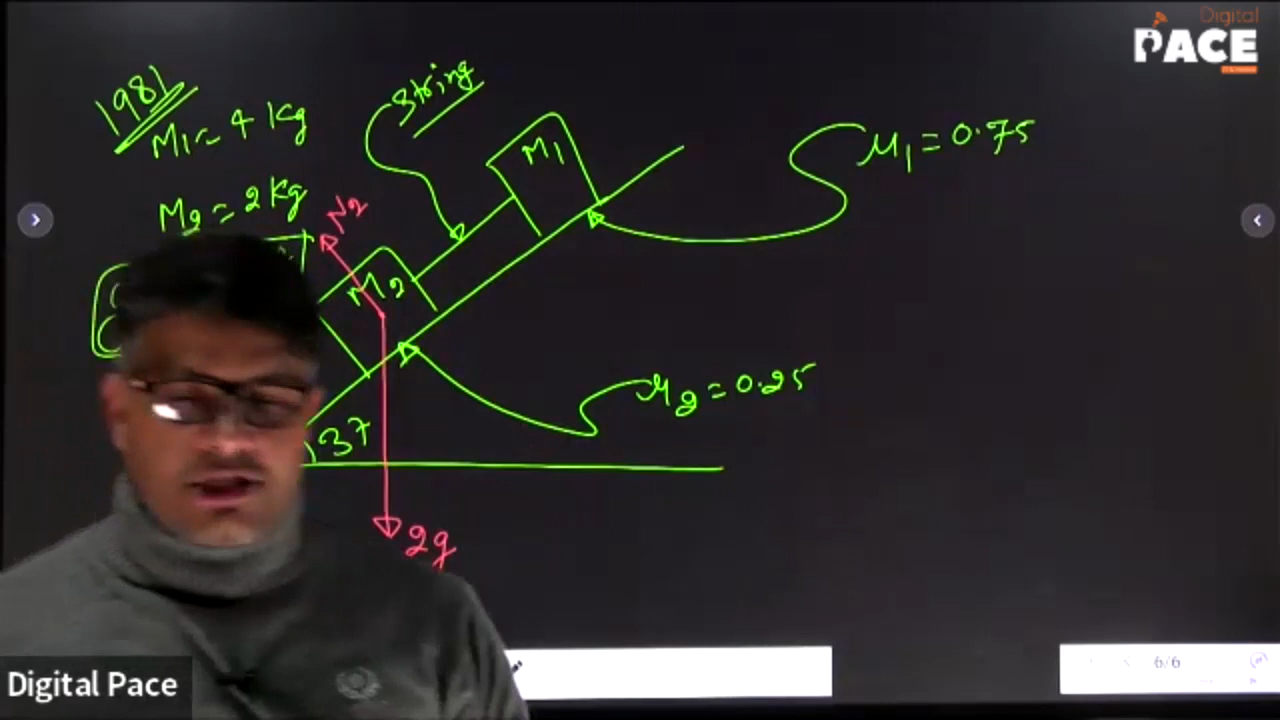 Digital
PACE
1981
M1 = 4 kg
String
M1
μ1 = 0.75
M2 = 2 kg
N2
M2
μ2 = 0.25
37
2g
6/6
Digital Pace